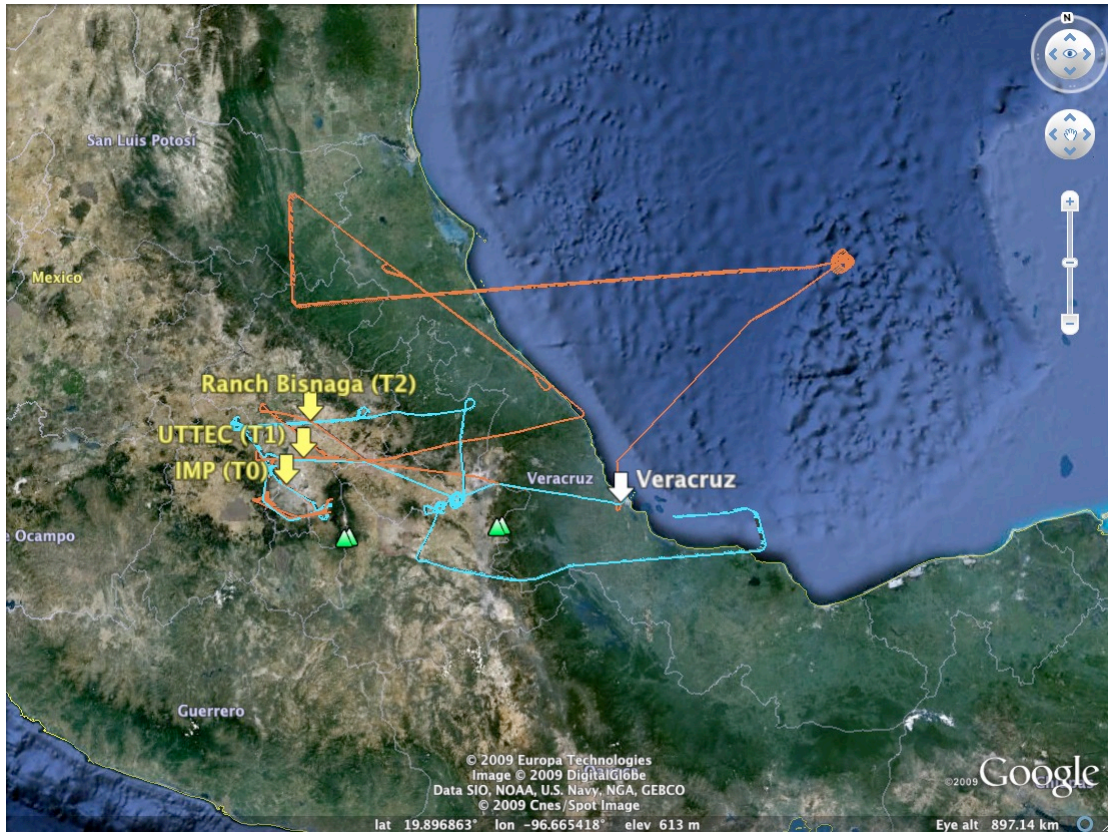 N
San Luis Potosí
Mexico
Ranch Bisnaga (T2)
UTTEC (T1)
IMP (T0)
Veracruz
Veracruz
e Ocampo
Guerrero
© 2009 Europa Technologies
Image © 2009 DigitalGlobe
Data SIO, NOAA, U.S. Navy, NGA, GEBCO
© 2009 Cnes/Spot Image
©2009 Google
lat 19.896863° lon -96.665418° elev 613 m
Eye alt 897.14 km